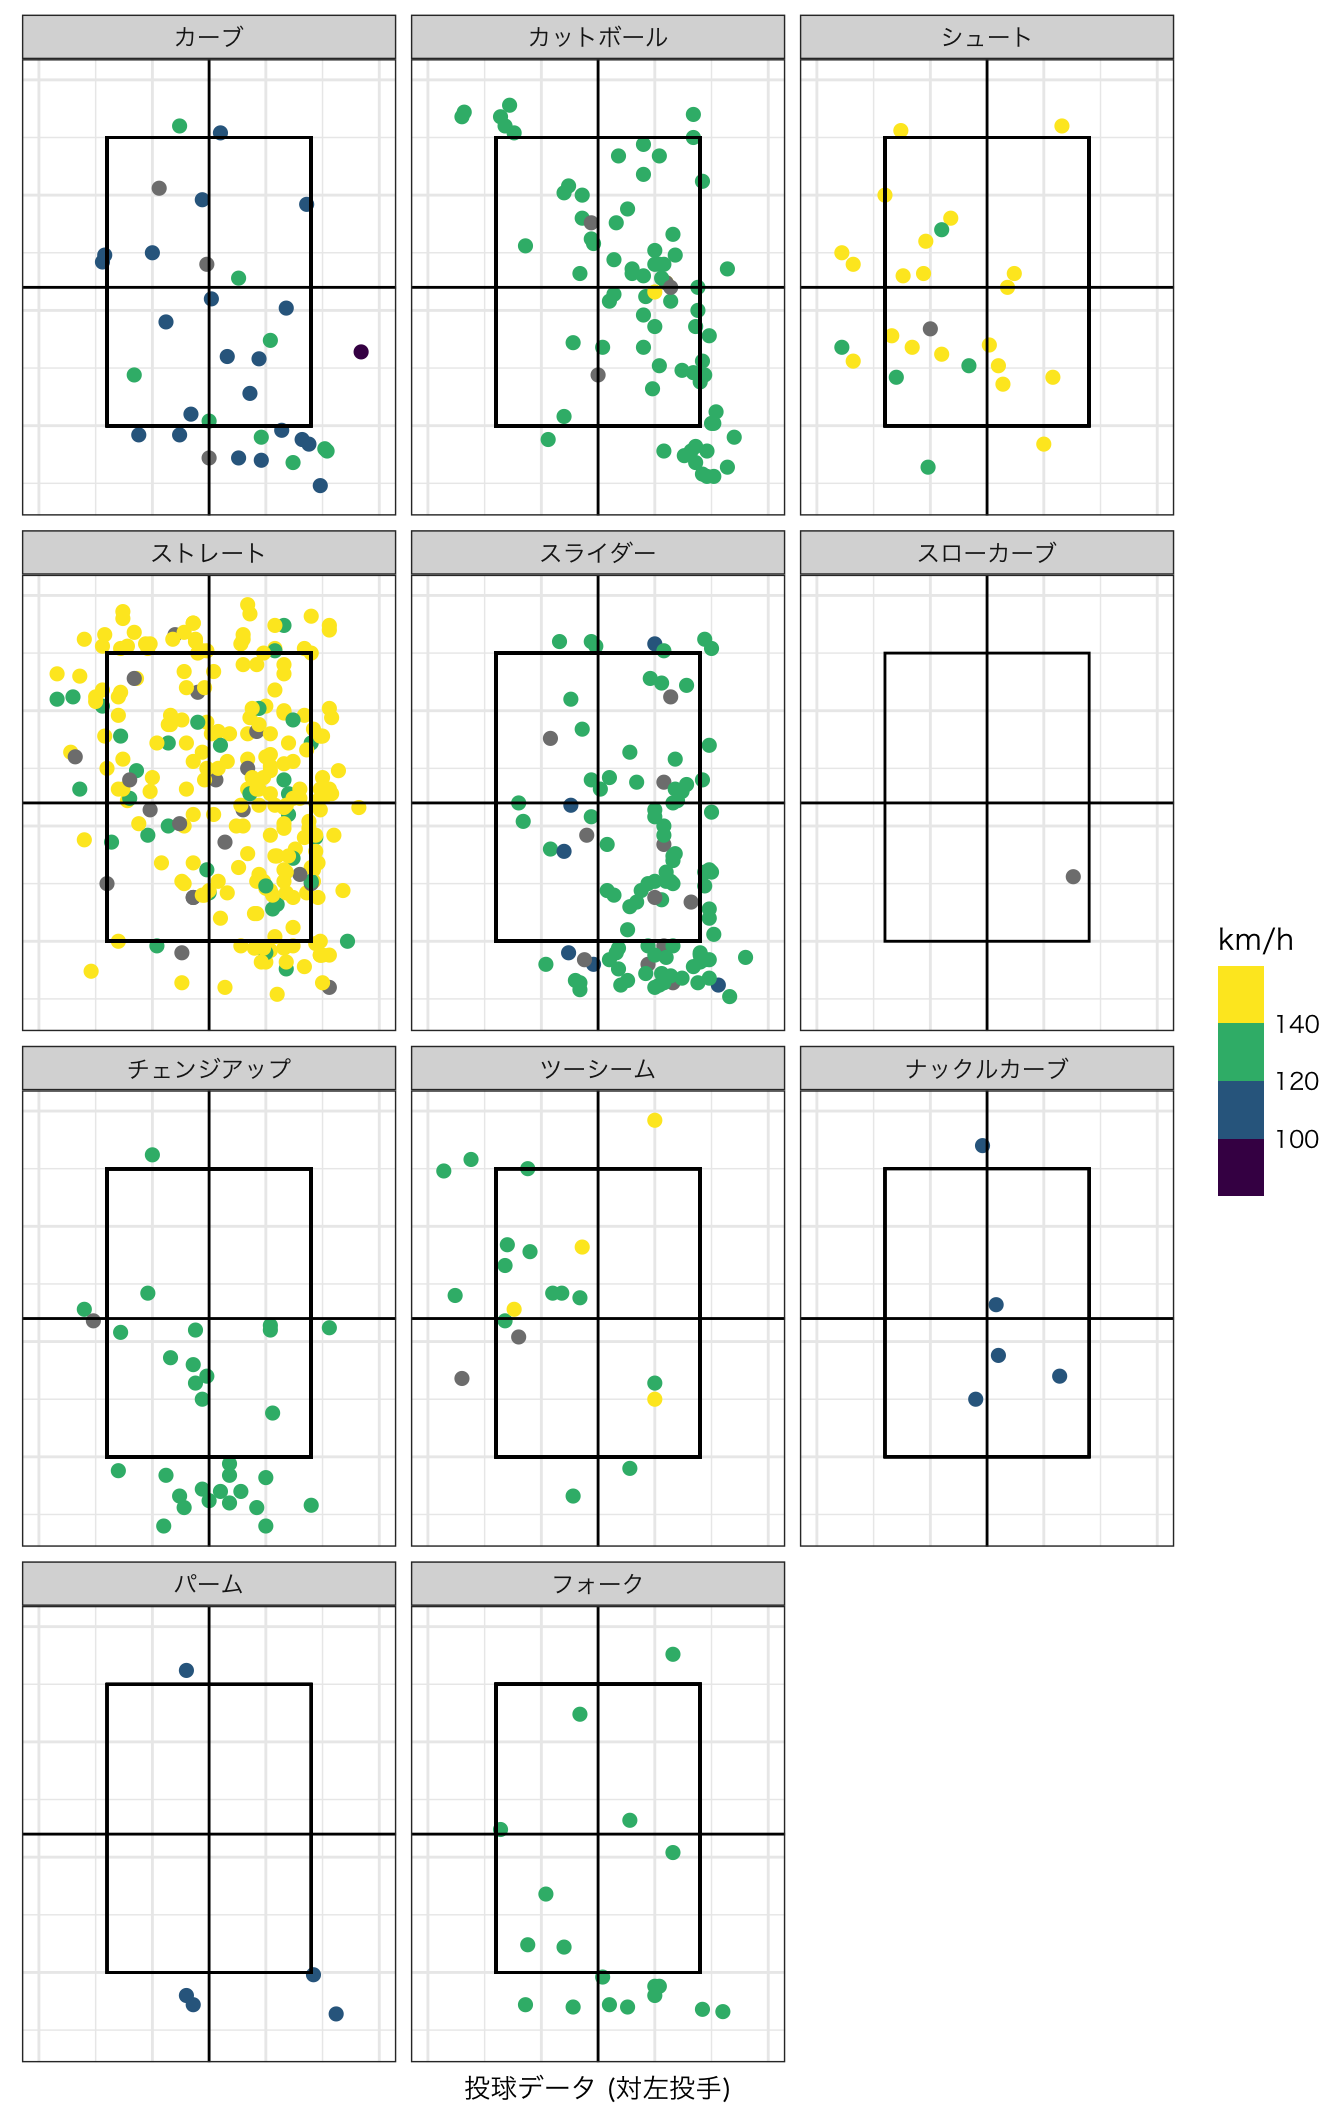 カーブ
カットボール
シュート
ストレート
スライダー
スローカーブ
チェンジアップ
ツーシーム
ナックルカーブ
パーム
フォーク
km/h
140
120
100
投球データ (対左投手)